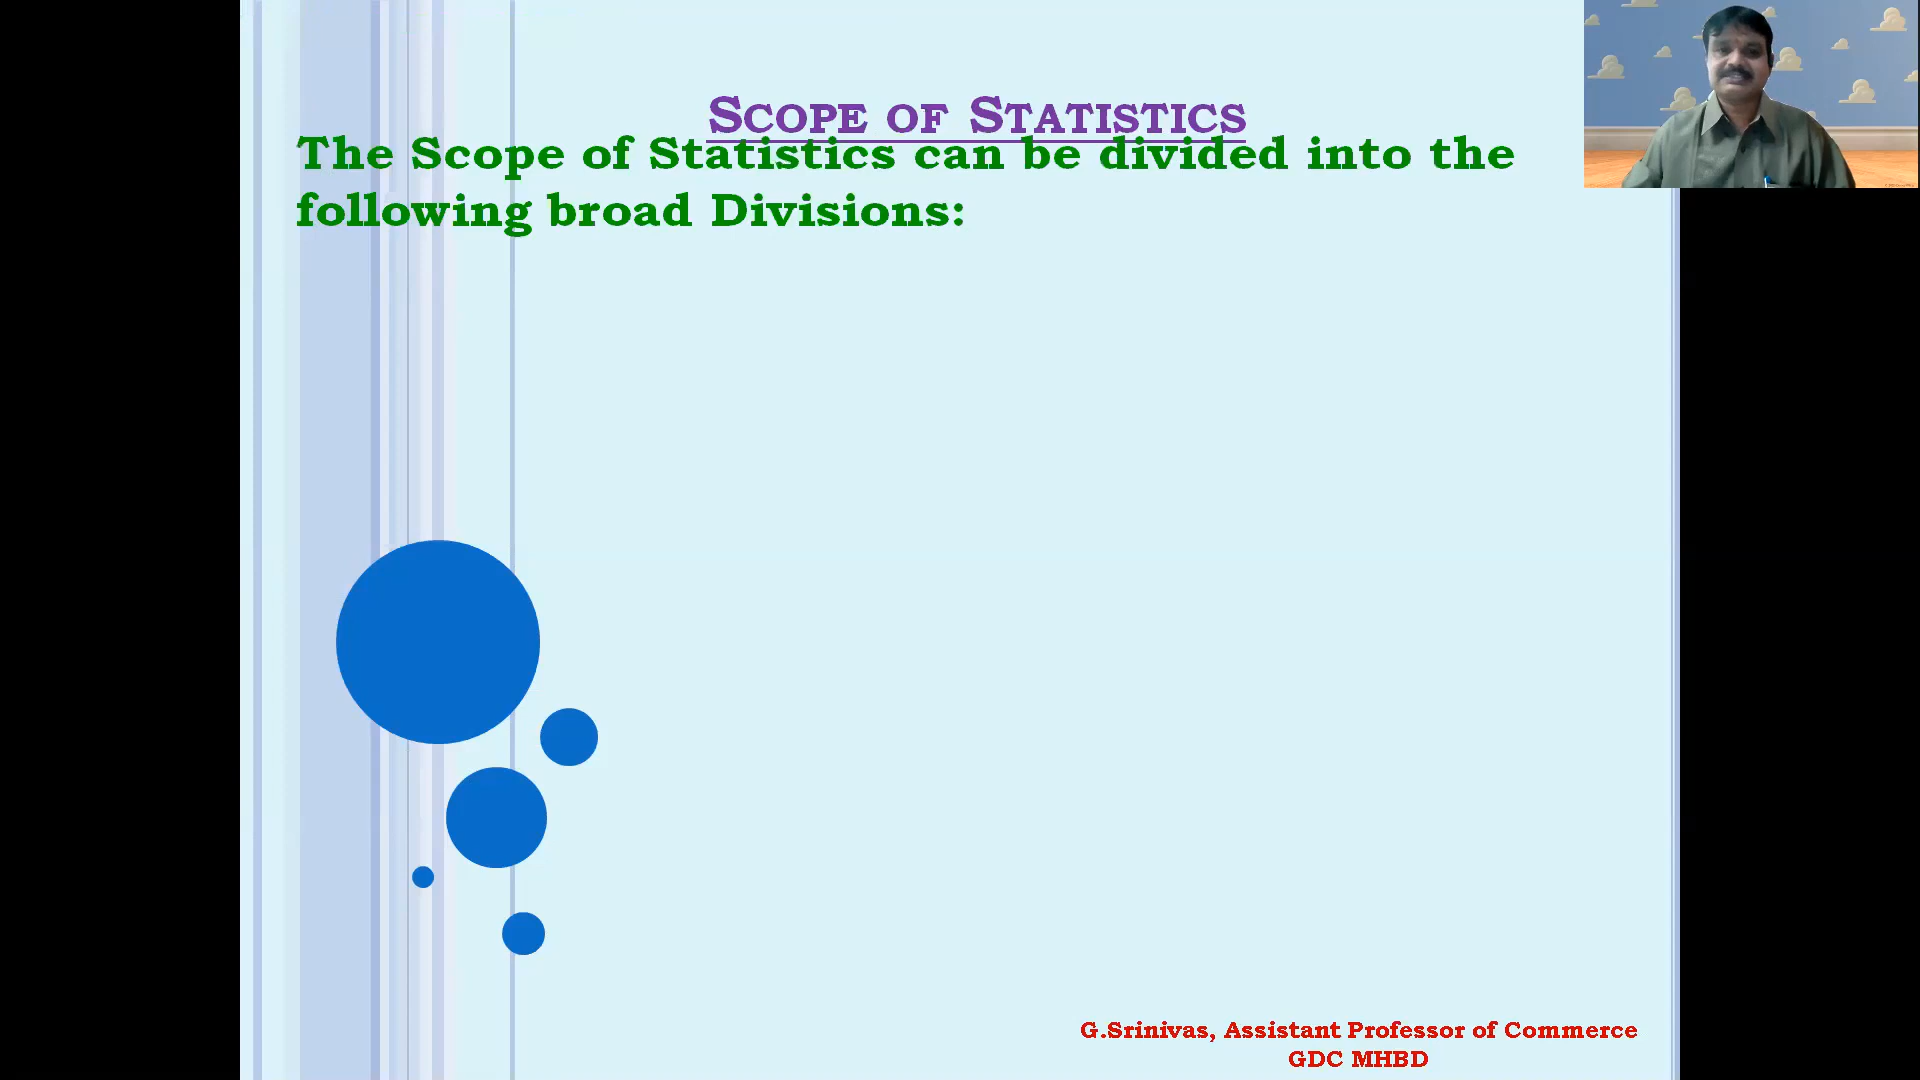 Scope of Statistics
The Scope of Statistics can be divided into the
following broad Divisions:
G.Srinivas, Assistant Professor of Commerce
GDC MHBD